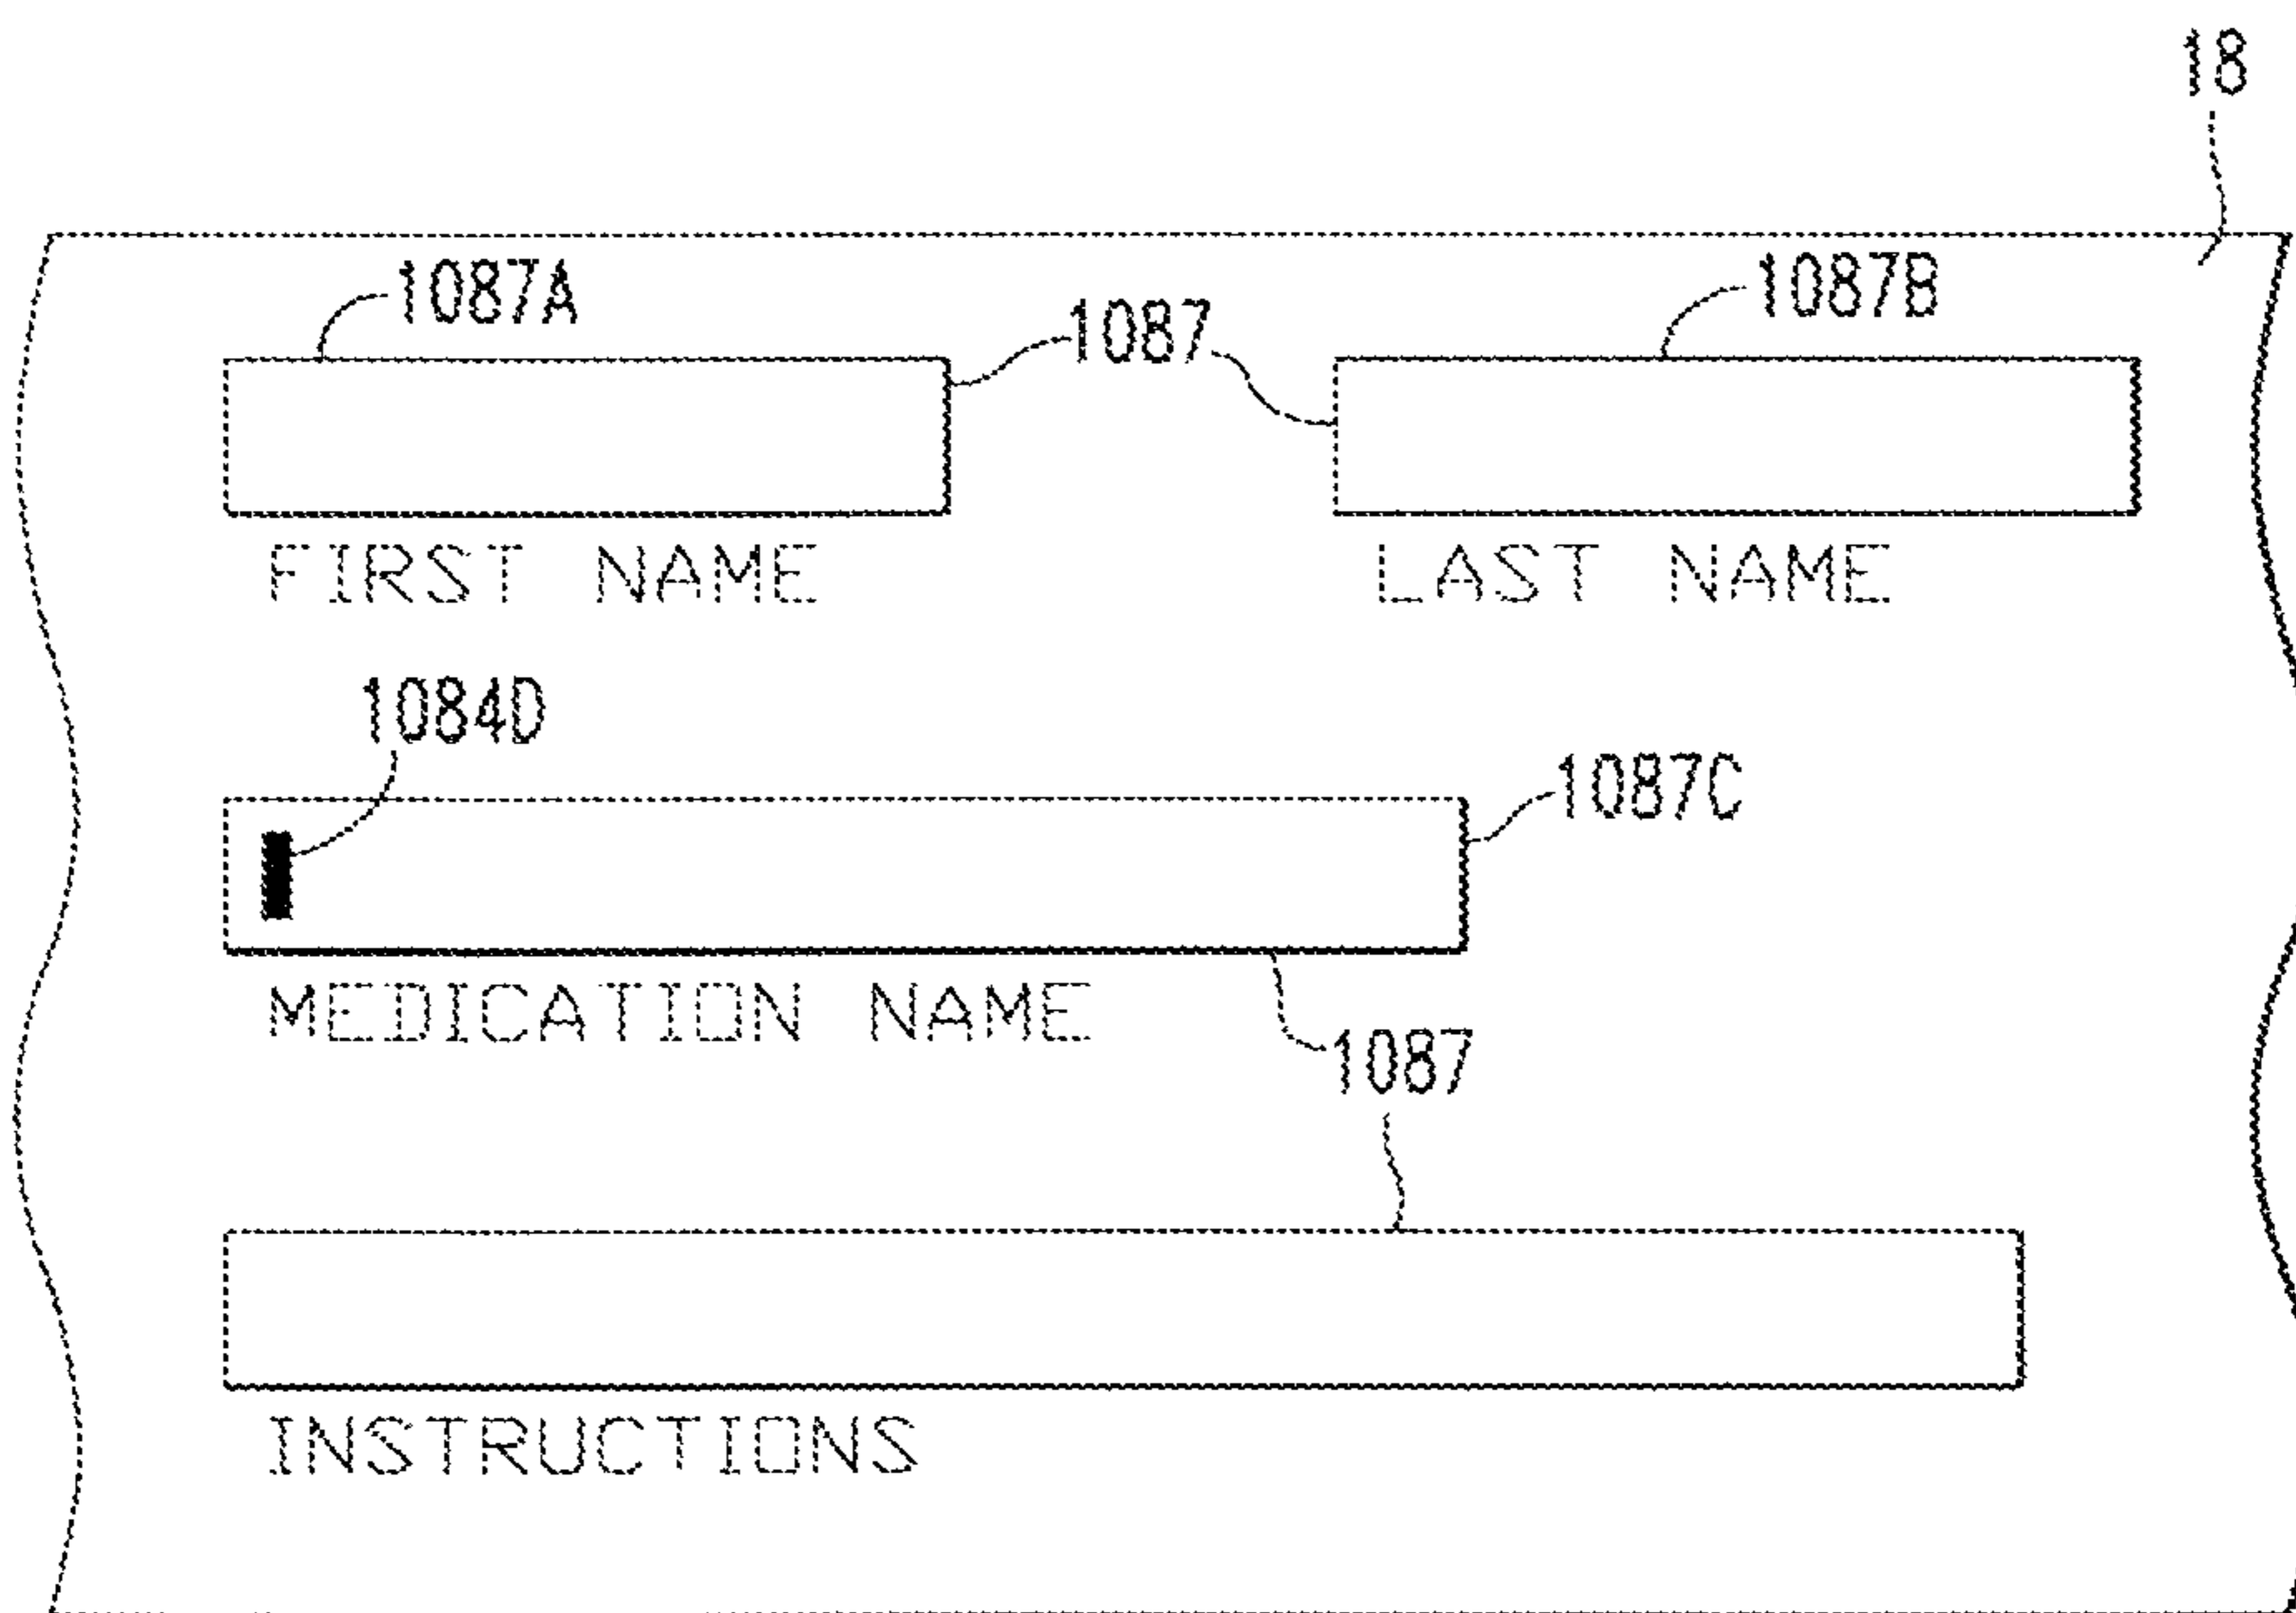 18
1087A 1087 1087B
FIRST NAME LAST NAME
1084D
1087C
MEDICATION NAME
1087
INSTRUCTIONS